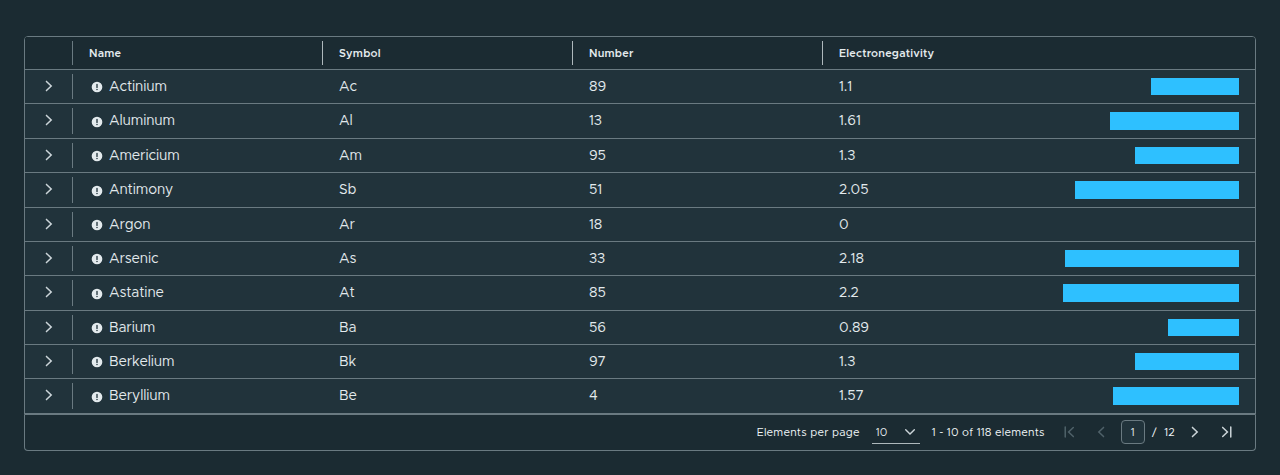 Name Symbol Number Electronegativity
Actinium Ac 89 1.1
Aluminum Al 13 1.61
Americium Am 95 1.3
Antimony Sb 51 2.05
Argon Ar 18 0
Arsenic As 33 2.18
Astatine At 85 2.2
Barium Ba 56 0.89
Berkelium Bk 97 1.3
Beryllium Be 4 1.57
Elements per page 10 1 - 10 of 118 elements 1 / 12